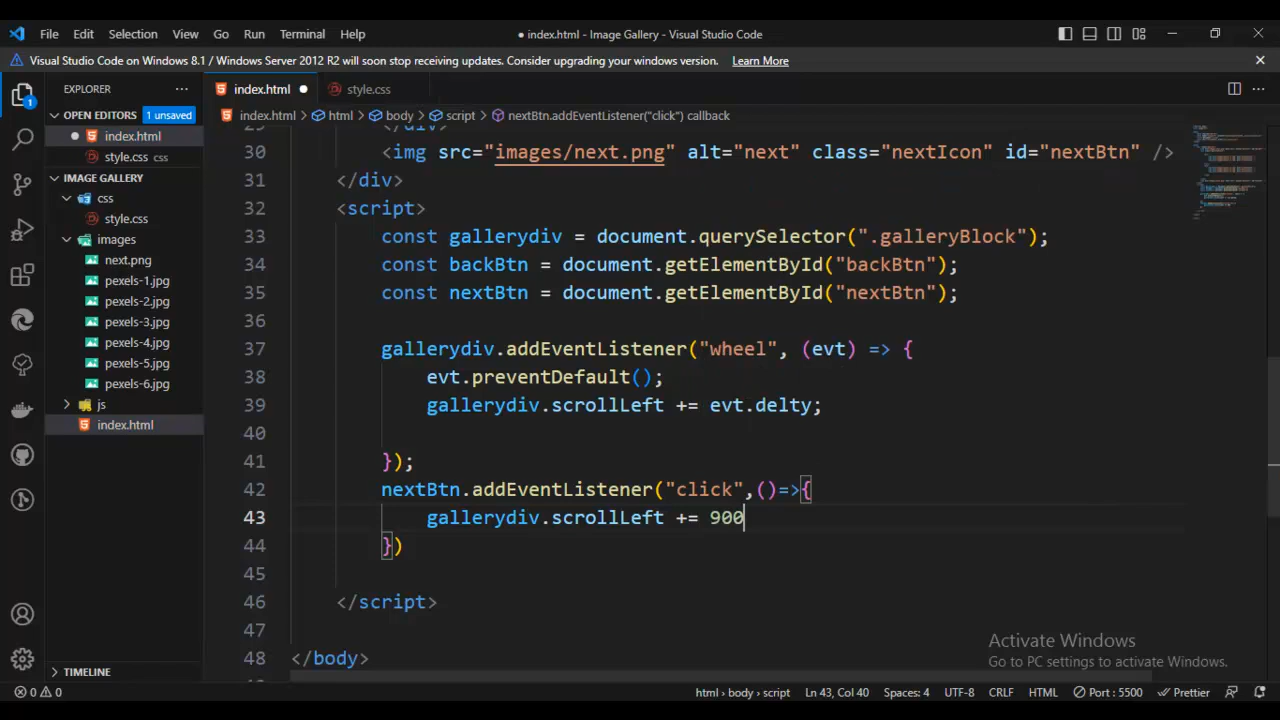 File Edit Selection View Go Run Terminal Help
● index.html - Image Gallery - Visual Studio Code
Visual Studio Code on Windows 8.1 / Windows Server 2012 R2 will soon stop receiving updates. Consider upgrading your windows version. Learn More
EXPLORER
index.html
style.css
OPEN EDITORS 1 unsaved
index.html > html > body > script > nextBtn.addEventListener("click") callback
index.html
style.css css
IMAGE GALLERY
css
style.css
images
next.png
pexels-1.jpg
pexels-2.jpg
pexels-3.jpg
pexels-4.jpg
pexels-5.jpg
pexels-6.jpg
js
index.html
TIMELINE
29 </div>
30 <img src="images/next.png" alt="next" class="nextIcon" id="nextBtn" />
31 </div>
32 <script>
33 const gallerydiv = document.querySelector(".galleryBlock");
34 const backBtn = document.getElementById("backBtn");
35 const nextBtn = document.getElementById("nextBtn");
36
37 gallerydiv.addEventListener("wheel", (evt) => {
38 evt.preventDefault();
39 gallerydiv.scrollLeft += evt.delty;
40
41 });
42 nextBtn.addEventListener("click",()=>{
43 gallerydiv.scrollLeft += 900
44 })
45
46 </script>
47
48 </body>
Activate Windows
Go to PC settings to activate Windows.
0 0 html > body > script Ln 43, Col 40 Spaces: 4 UTF-8 CRLF HTML Port : 5500 Prettier